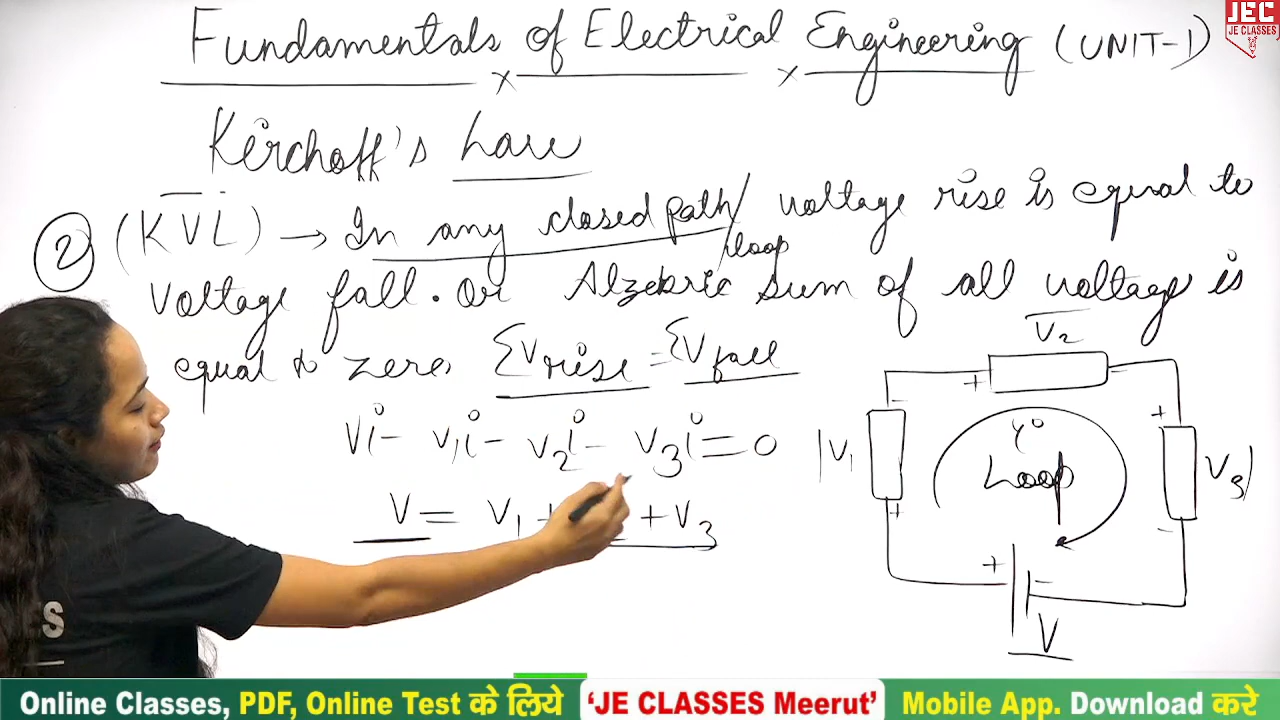 JEC
JE CLASSES
Fundamentals of Electrical Engineering (UNIT-1)
Kirchoff's Law
② (KVL) → In any closed path/loop voltage rise is equal to
voltage fall. Or Algebric Sum of all voltage is
equal to zero. ΣVrise = ΣVfall
Vi - V1i - V2i - V3i = 0
V = V1 + + V3
V2
+ -
- +
V1
+ -
V3
Loop
+ -
V
ES
Online Classes, PDF, Online Test के लिये 'JE CLASSES Meerut' Mobile App. Download करे